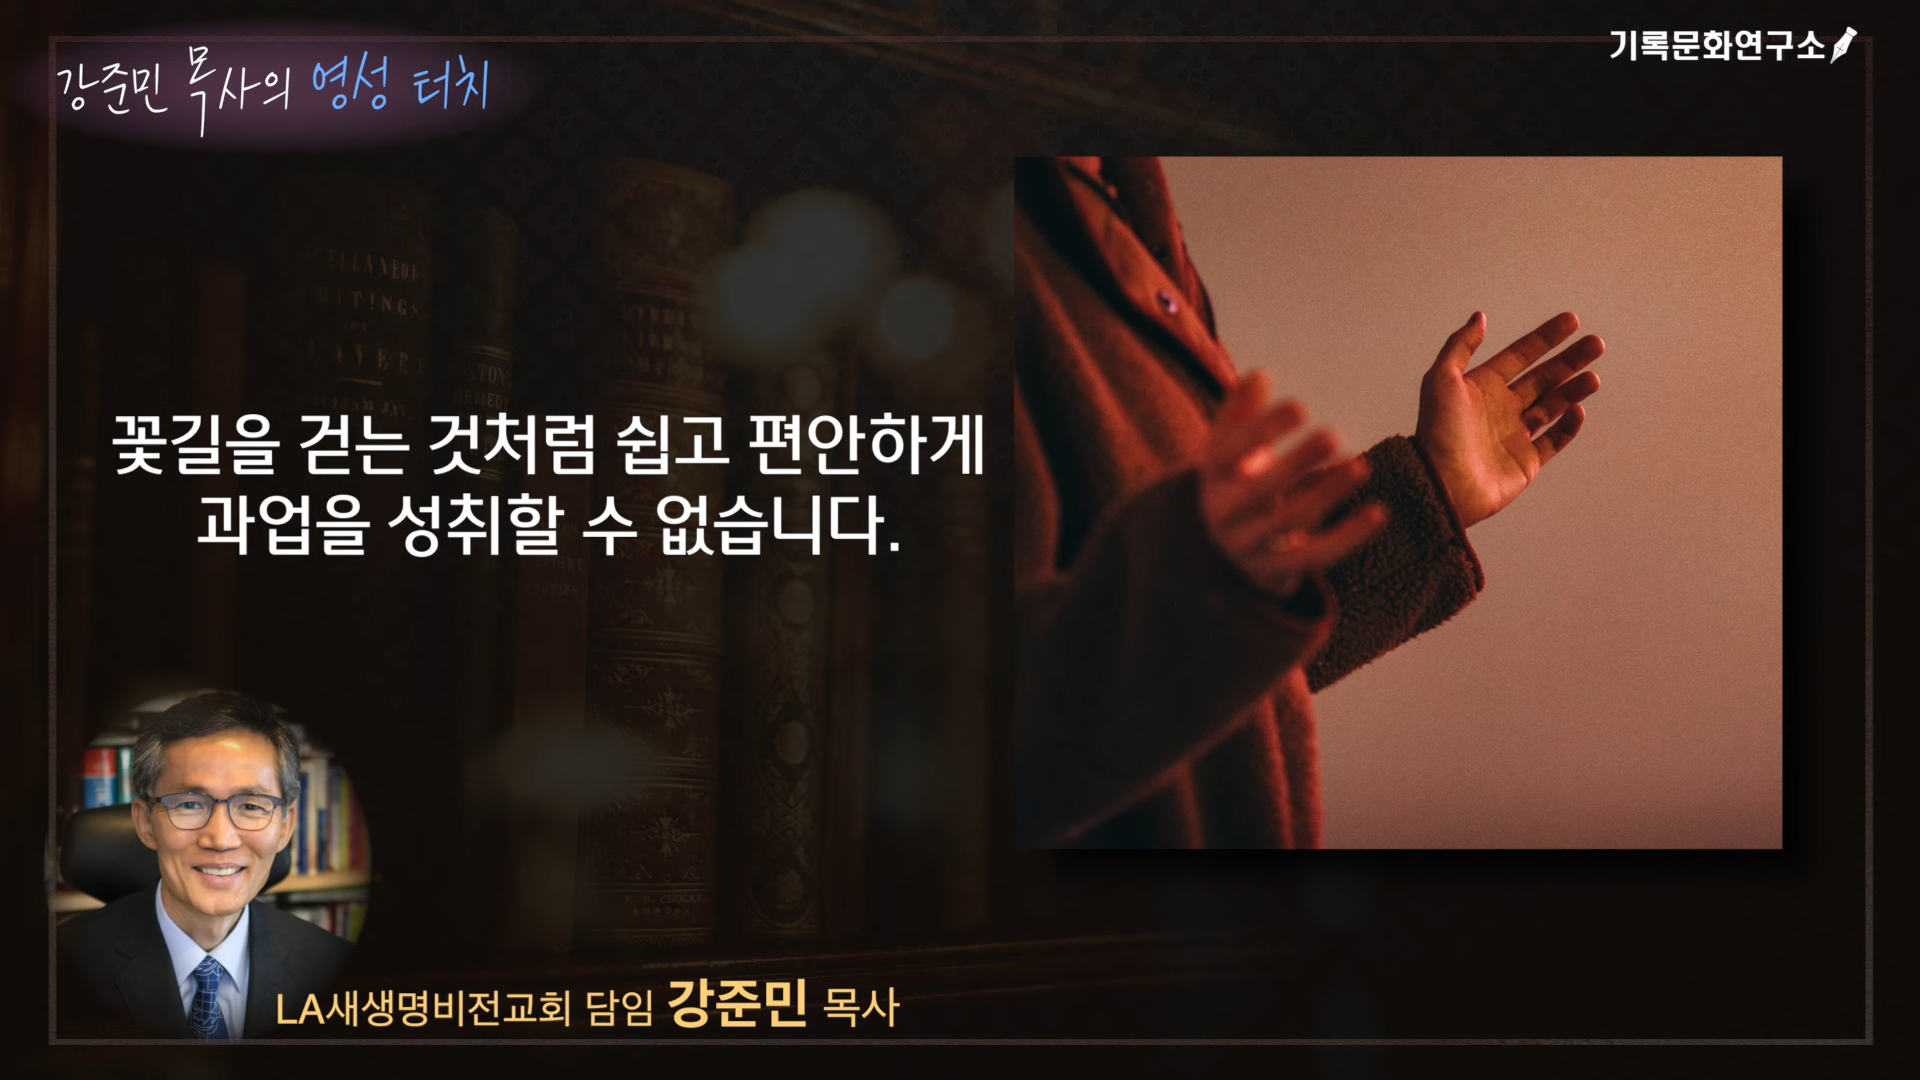 강준민 목사의 영성 터치
기록문화연구소
꽃길을 걷는 것처럼 쉽고 편안하게
과업을 성취할 수 없습니다.
LA새생명비전교회 담임 강준민 목사